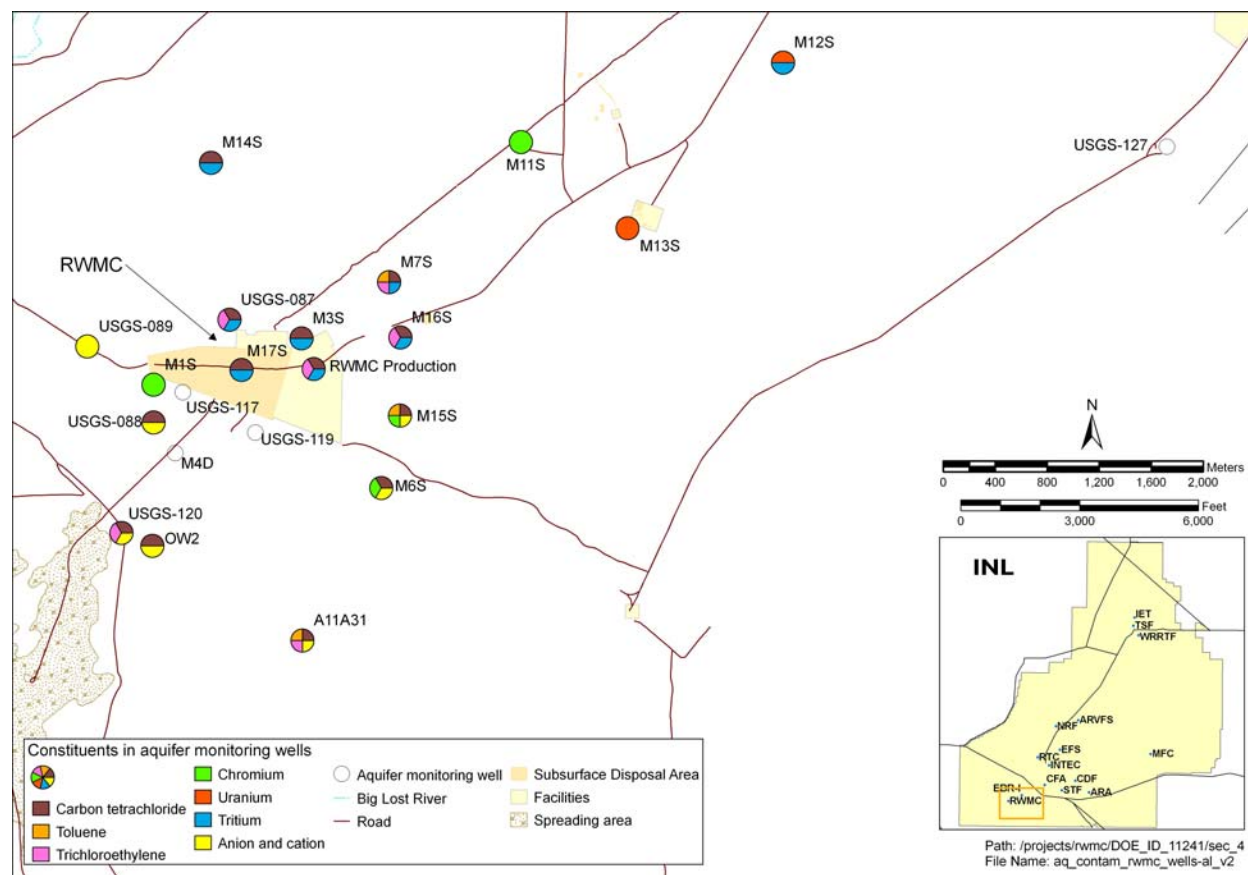 M12S
M14S
M11S
USGS-127
M13S
RWMC
M7S
USGS-087
USGS-089
M3S
M16S
M1S
M17S
RWMC Production
USGS-117
USGS-088
M15S
USGS-119
M4D
M6S
USGS-120
OW2
A11A31
N
Meters
0 400 800 1,200 1,600 2,000
Feet
0 3,000 6,000
INL
IET
TSF
WRRTF
NRF
ARVFS
EFS
RTC
INTEC
MFC
CFA
CDF
EBR-I
STF
ARA
RWMC
Constituents in aquifer monitoring wells
Carbon tetrachloride
Toluene
Trichloroethylene
Chromium
Uranium
Tritium
Anion and cation
Aquifer monitoring well
Big Lost River
Road
Subsurface Disposal Area
Facilities
Spreading area
Path: /projects/rwmc/DOE_ID_11241/sec_4
File Name: aq_contam_rwmc_wells-al_v2